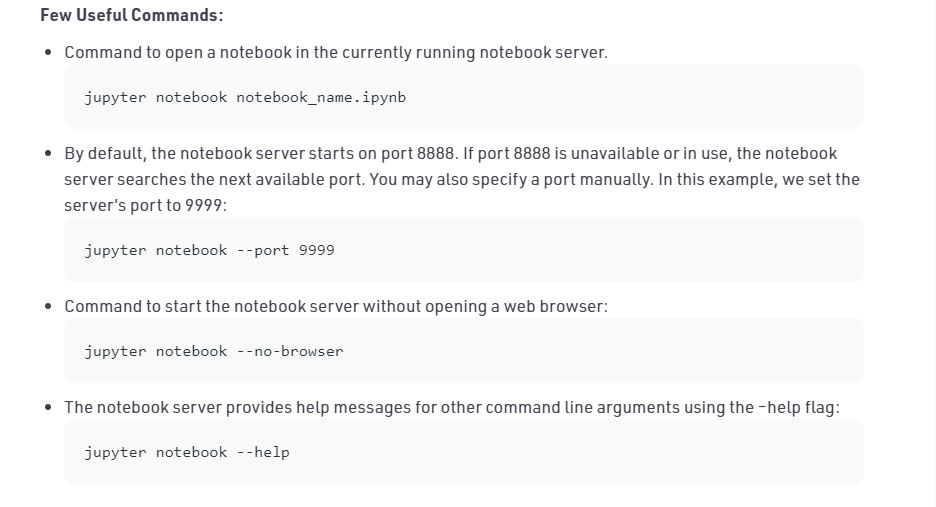 Few Useful Commands:
• Command to open a notebook in the currently running notebook server.
jupyter notebook notebook_name.ipynb
• By default, the notebook server starts on port 8888. If port 8888 is unavailable or in use, the notebook
server searches the next available port. You may also specify a port manually. In this example, we set the
server’s port to 9999:
jupyter notebook --port 9999
• Command to start the notebook server without opening a web browser:
jupyter notebook --no-browser
• The notebook server provides help messages for other command line arguments using the –help flag:
jupyter notebook --help